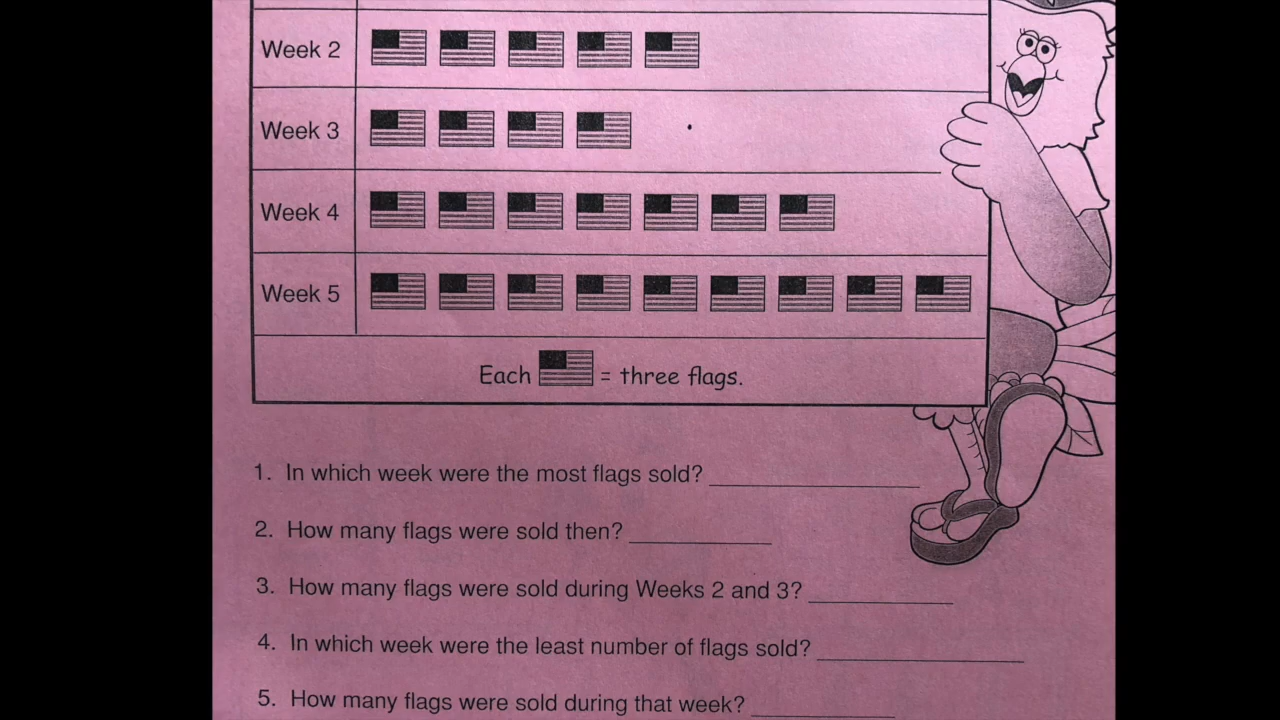 Week 2
Week 3
Week 4
Week 5
Each = three flags.
1. In which week were the most flags sold?
2. How many flags were sold then?
3. How many flags were sold during Weeks 2 and 3?
4. In which week were the least number of flags sold?
5. How many flags were sold during that week?